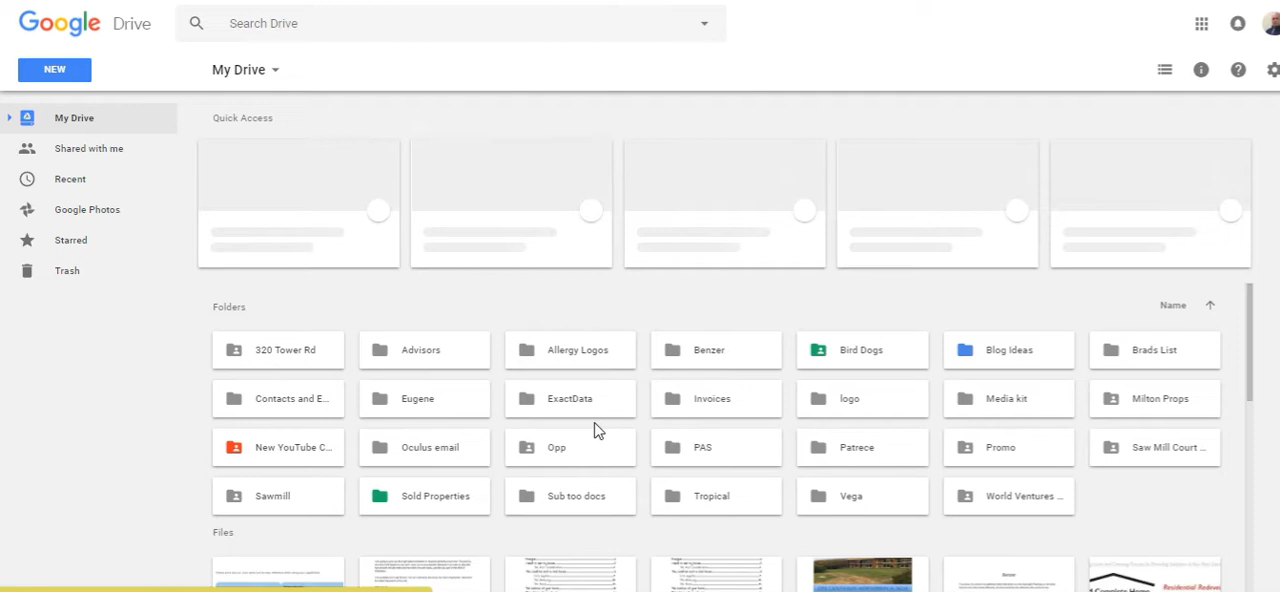 Google Drive
Search Drive
NEW
My Drive
My Drive
Shared with me
Recent
Google Photos
Starred
Trash
Quick Access
Folders
Name
320 Tower Rd
Advisors
Allergy Logos
Benzer
Bird Dogs
Blog Ideas
Brads List
Contacts and E...
Eugene
ExactData
Invoices
logo
Media kit
Milton Props
New YouTube C...
Oculus email
Opp
PAS
Patrece
Promo
Saw Mill Court ...
Sawmill
Sold Properties
Sub too docs
Tropical
Vega
World Ventures ...
Files
Complete Home
Residential Redeve